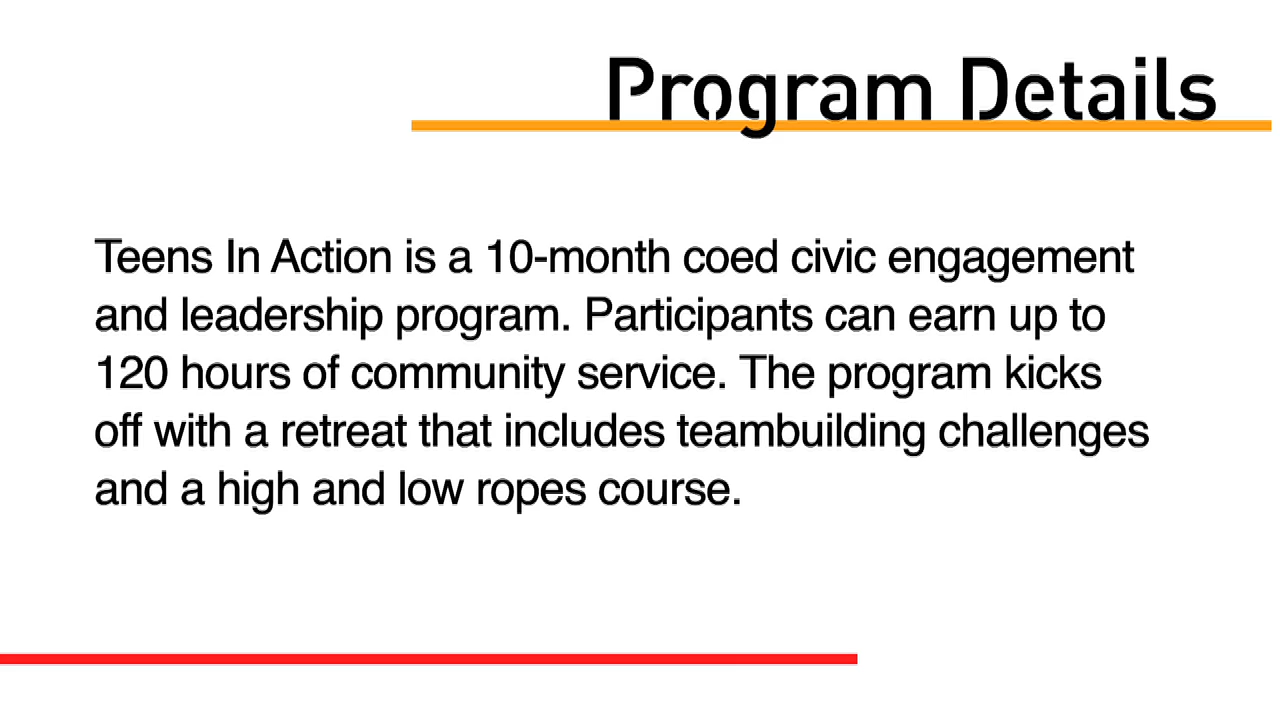 Program Details
Teens In Action is a 10-month coed civic engagement
and leadership program. Participants can earn up to
120 hours of community service. The program kicks
off with a retreat that includes teambuilding challenges
and a high and low ropes course.